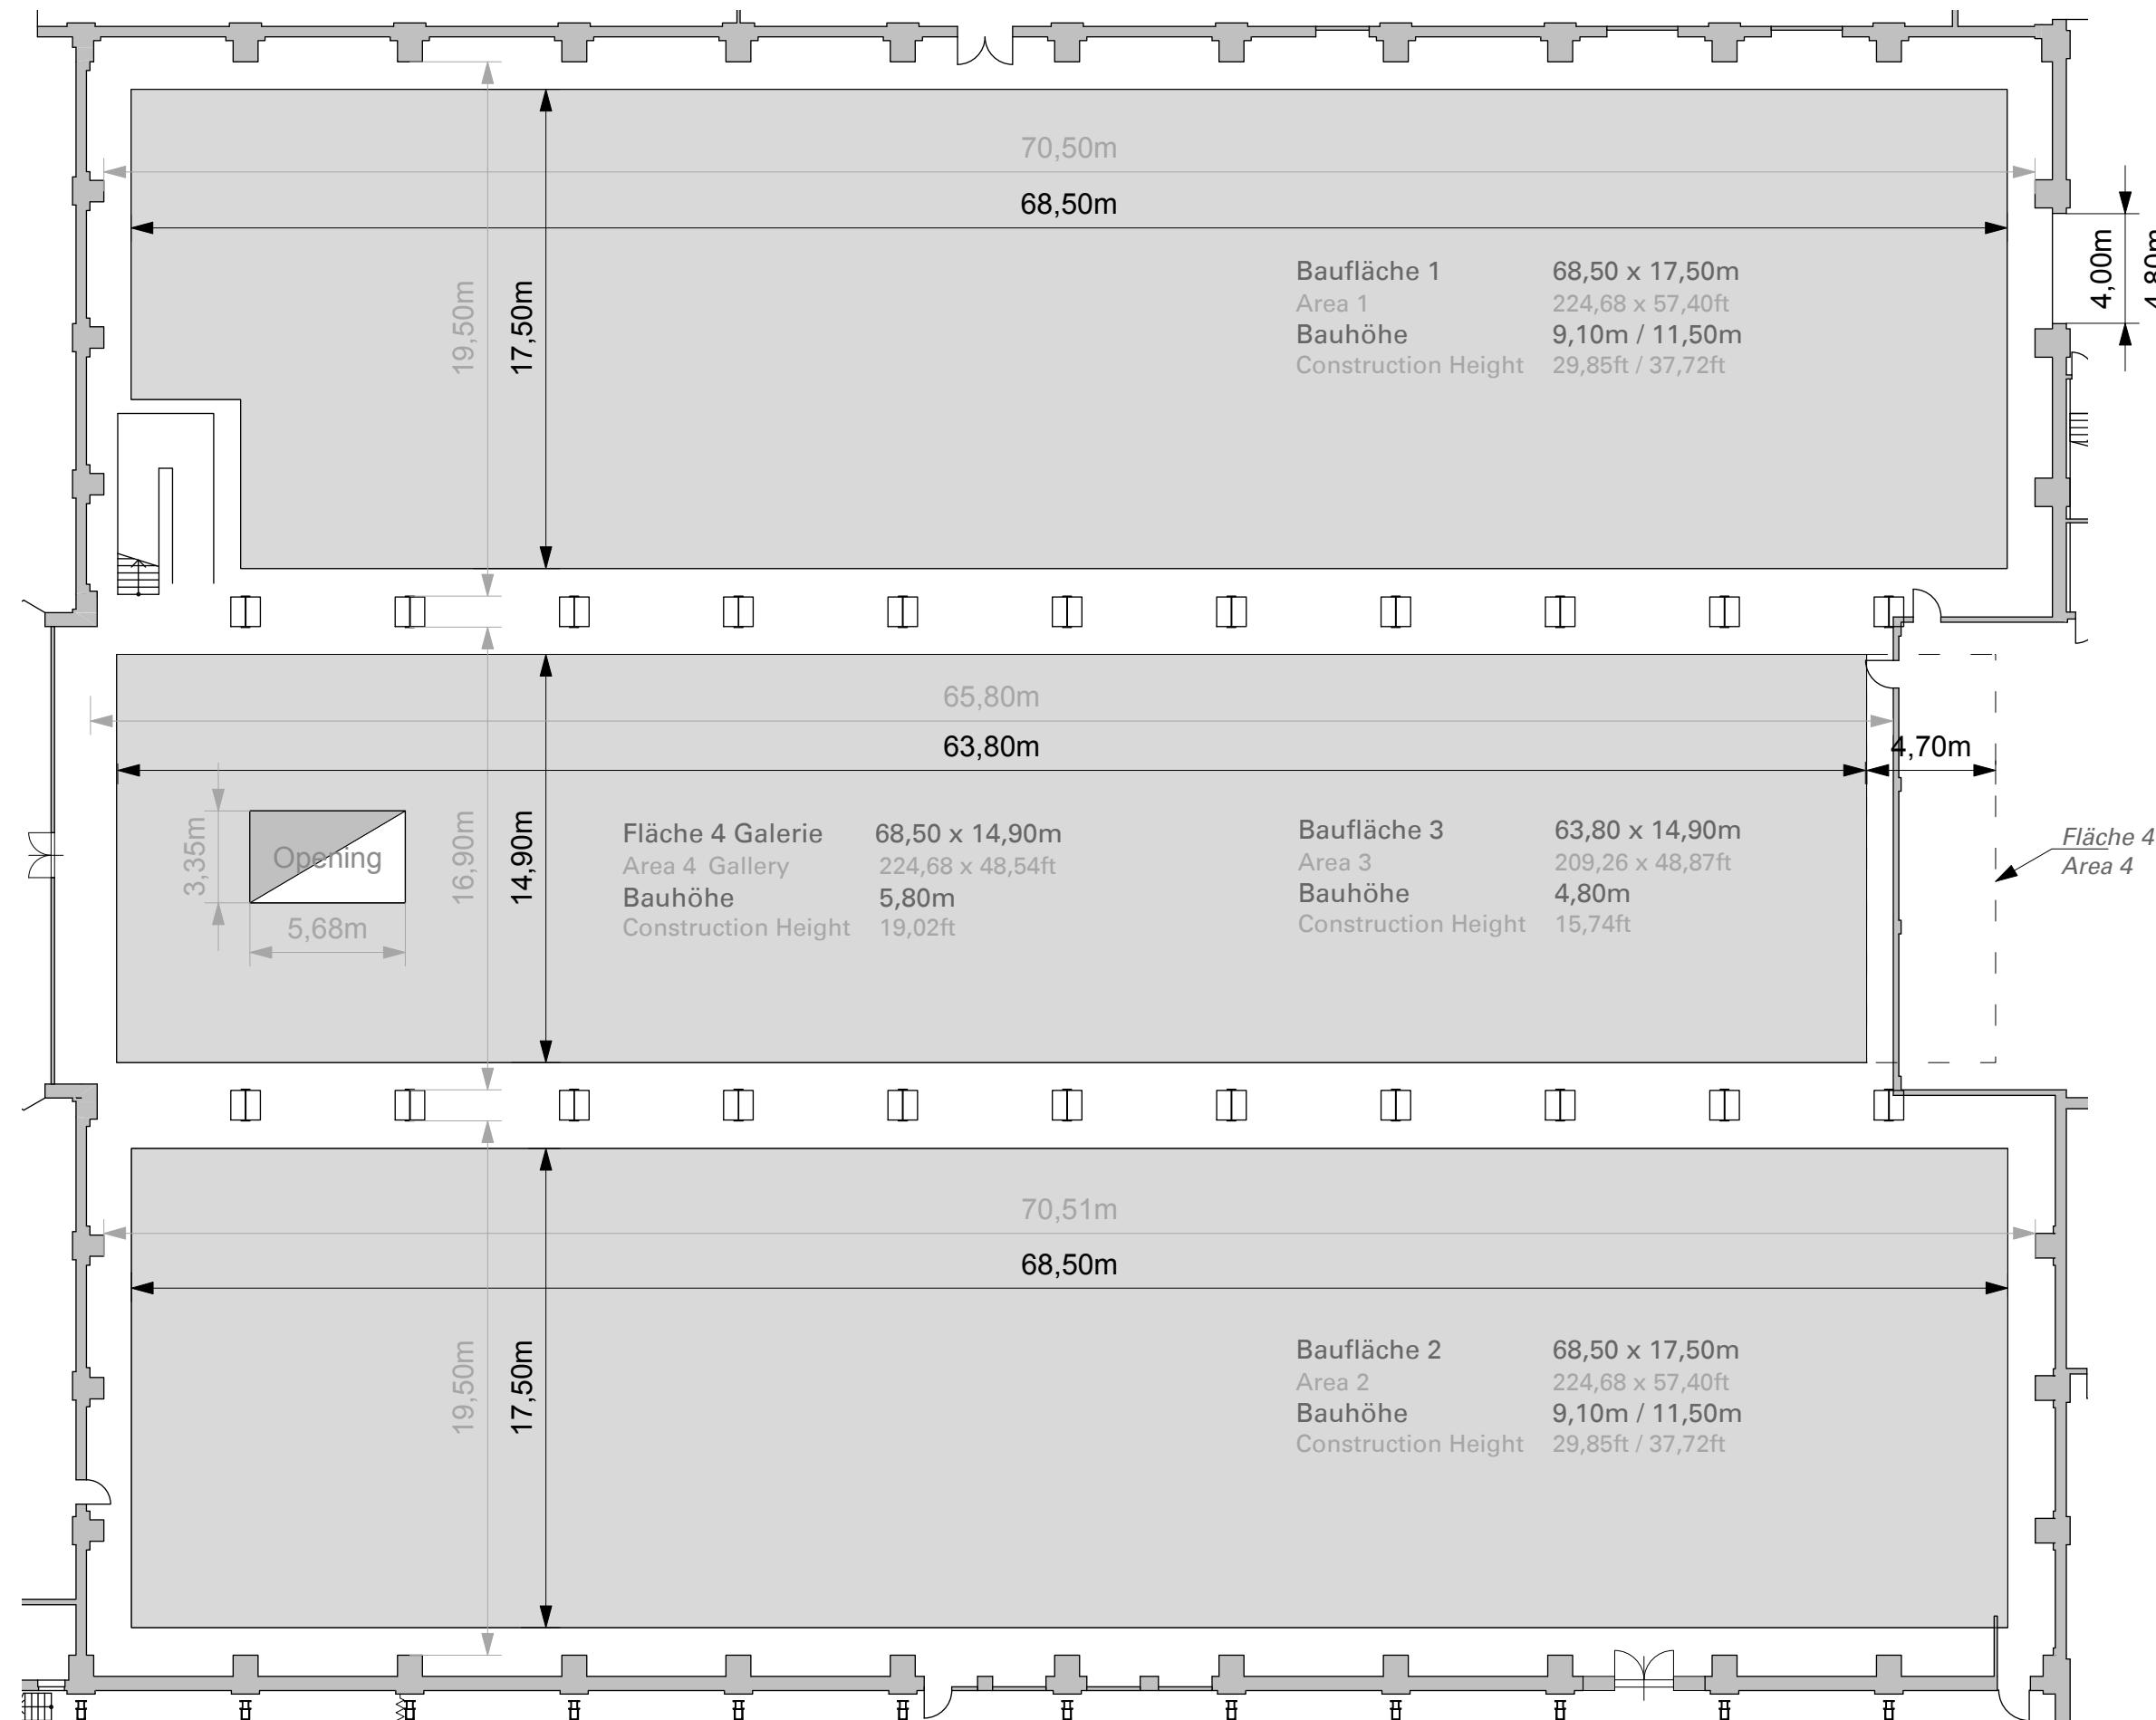 70,50m
68,50m
19,50m
17,50m
Baufläche 1 68,50 x 17,50m
Area 1 224,68 x 57,40ft
Bauhöhe 9,10m / 11,50m
Construction Height 29,85ft / 37,72ft
4,00m
4,80m
65,80m
63,80m
4,70m
3,35m
Opening
5,68m
16,90m
14,90m
Fläche 4 Galerie 68,50 x 14,90m
Area 4 Gallery 224,68 x 48,54ft
Bauhöhe 5,80m
Construction Height 19,02ft
Baufläche 3 63,80 x 14,90m
Area 3 209,26 x 48,87ft
Bauhöhe 4,80m
Construction Height 15,74ft
Fläche 4
Area 4
70,51m
68,50m
19,50m
17,50m
Baufläche 2 68,50 x 17,50m
Area 2 224,68 x 57,40ft
Bauhöhe 9,10m / 11,50m
Construction Height 29,85ft / 37,72ft